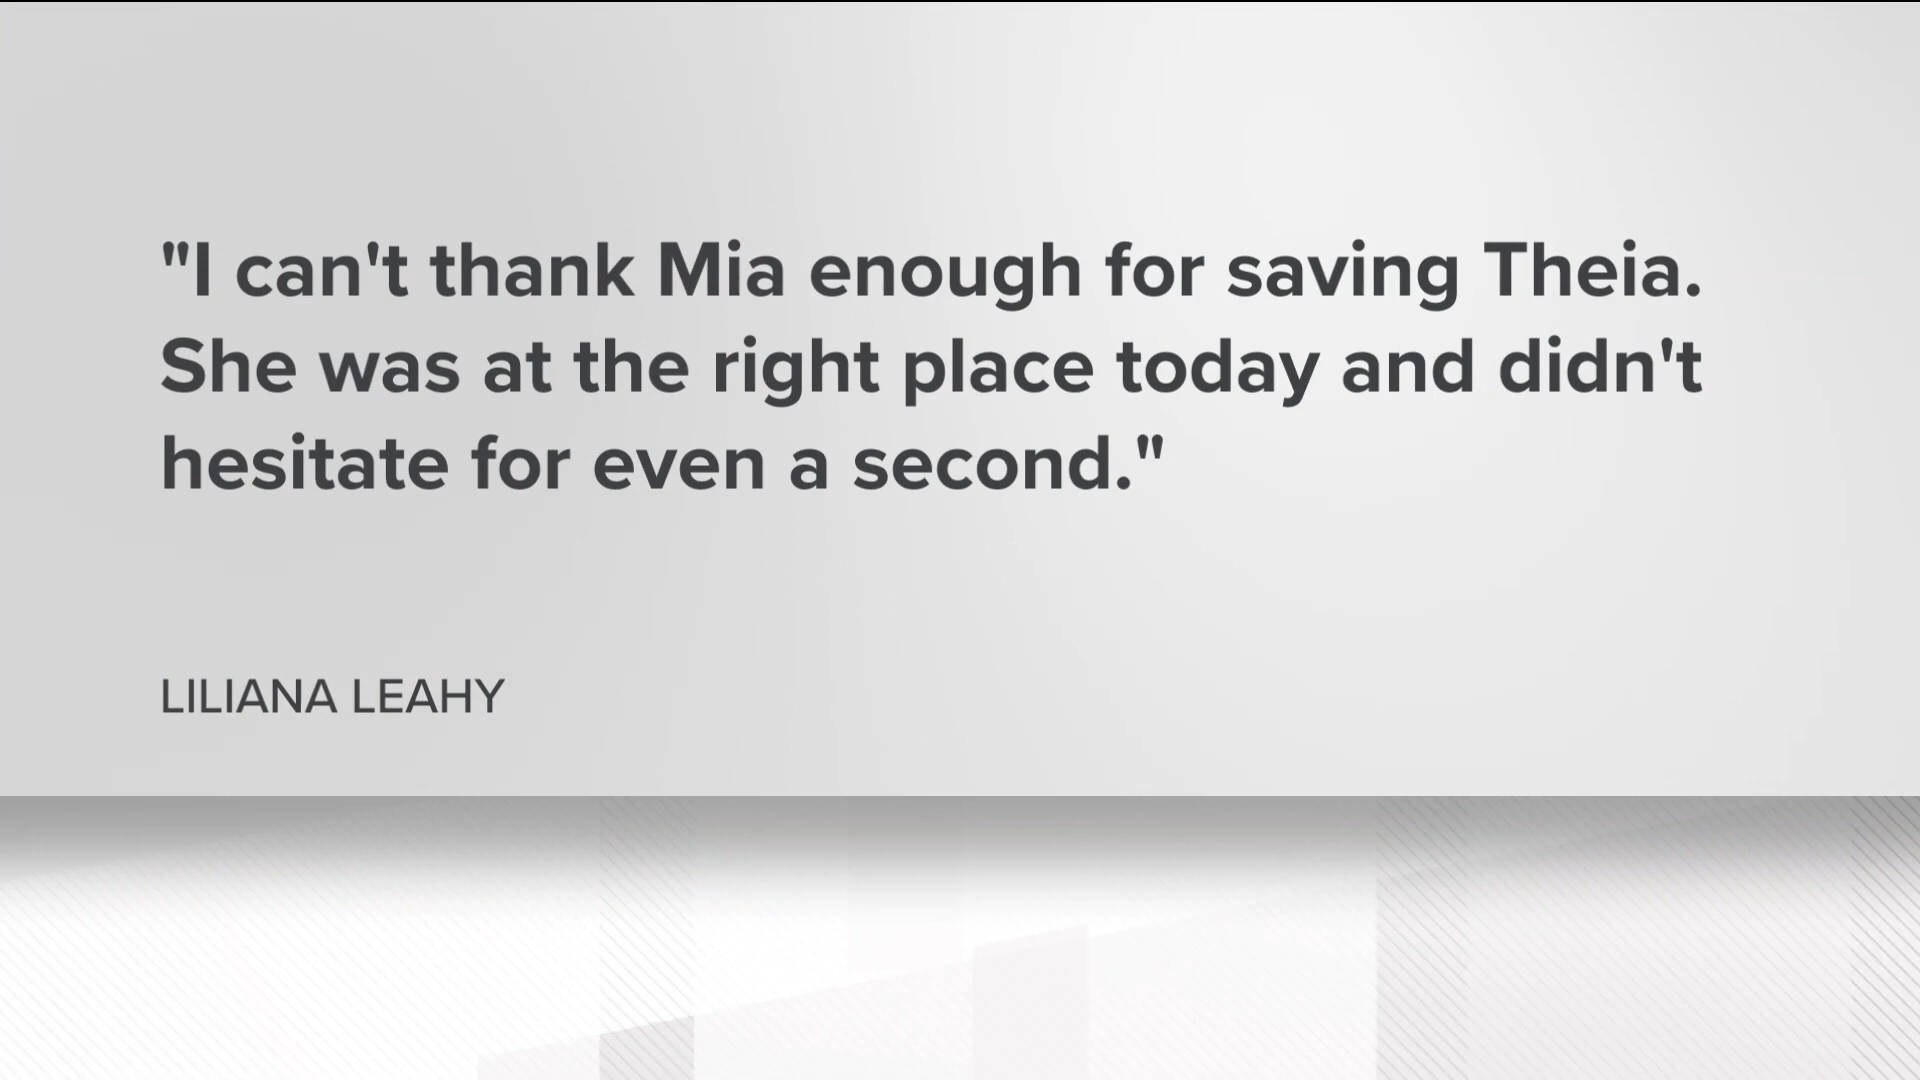 "I can't thank Mia enough for saving Theia.
She was at the right place today and didn't
hesitate for even a second."
LILIANA LEAHY